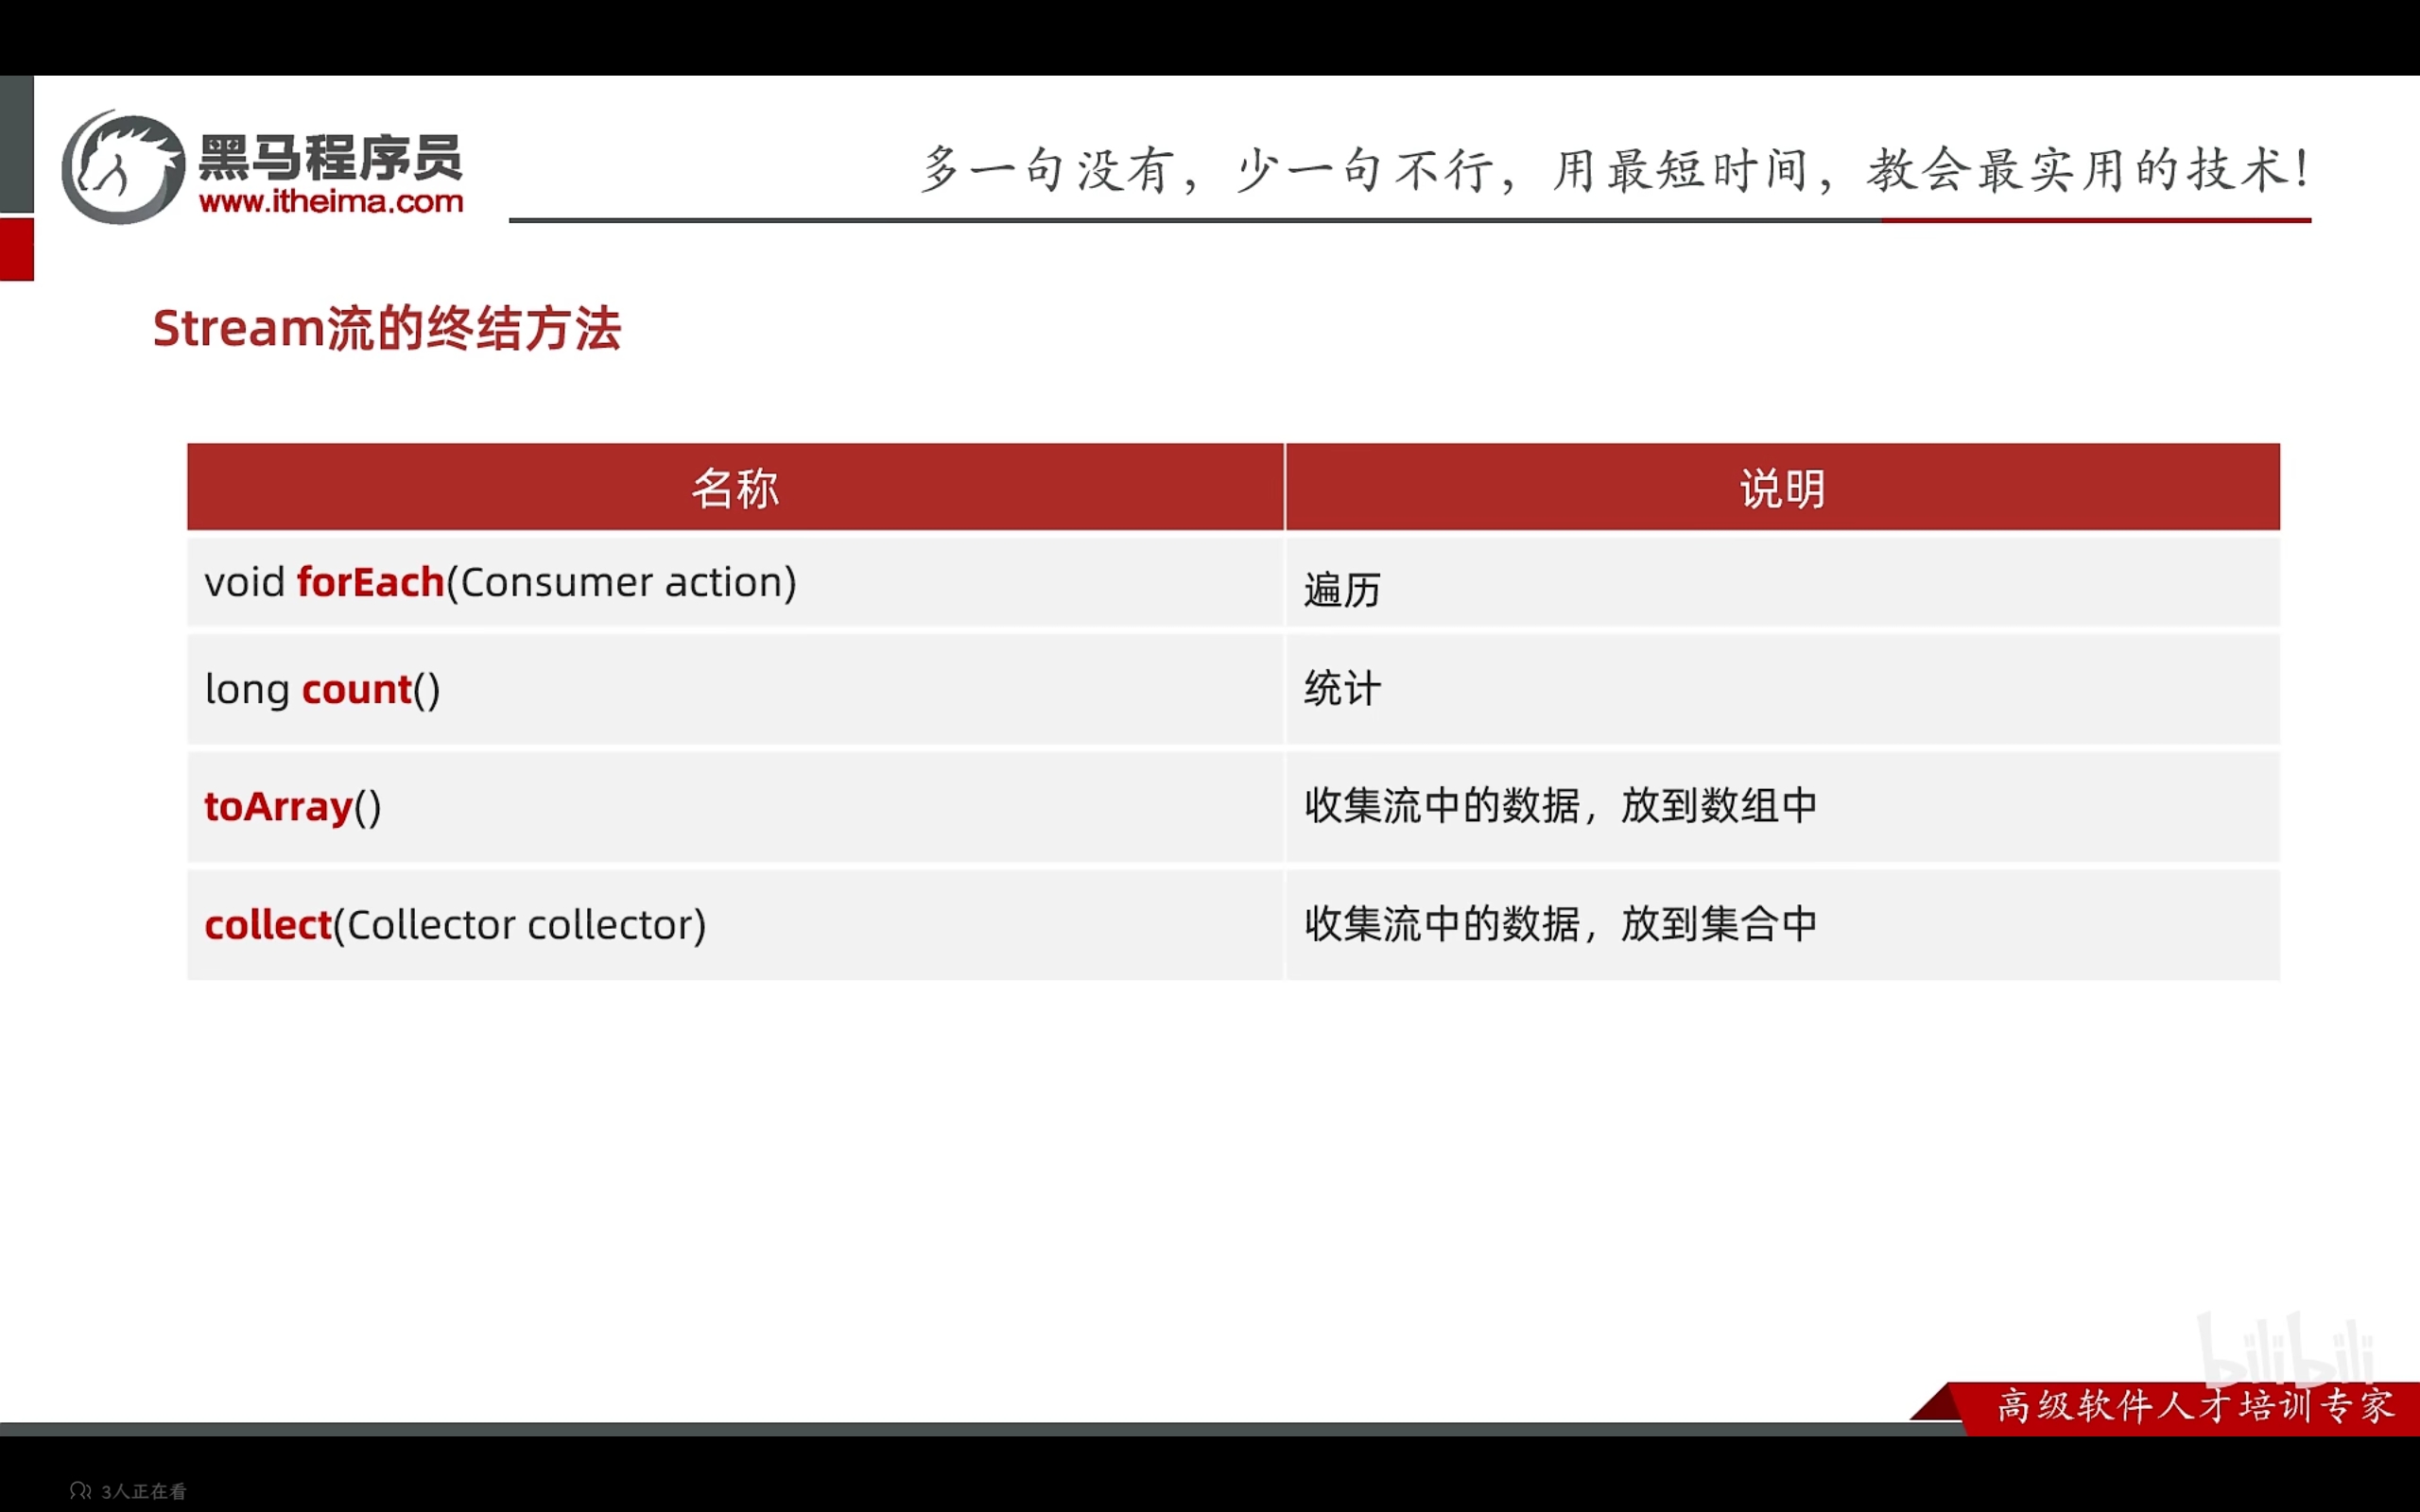 黑马程序员
www.itheima.com
多一句没有，少一句不行，用最短时间，教会最实用的技术！
Stream流的终结方法
名称 说明
void forEach(Consumer action) 遍历
long count() 统计
toArray() 收集流中的数据，放到数组中
collect(Collector collector) 收集流中的数据，放到集合中
bilibili
高级软件人才培训专家
3人正在看